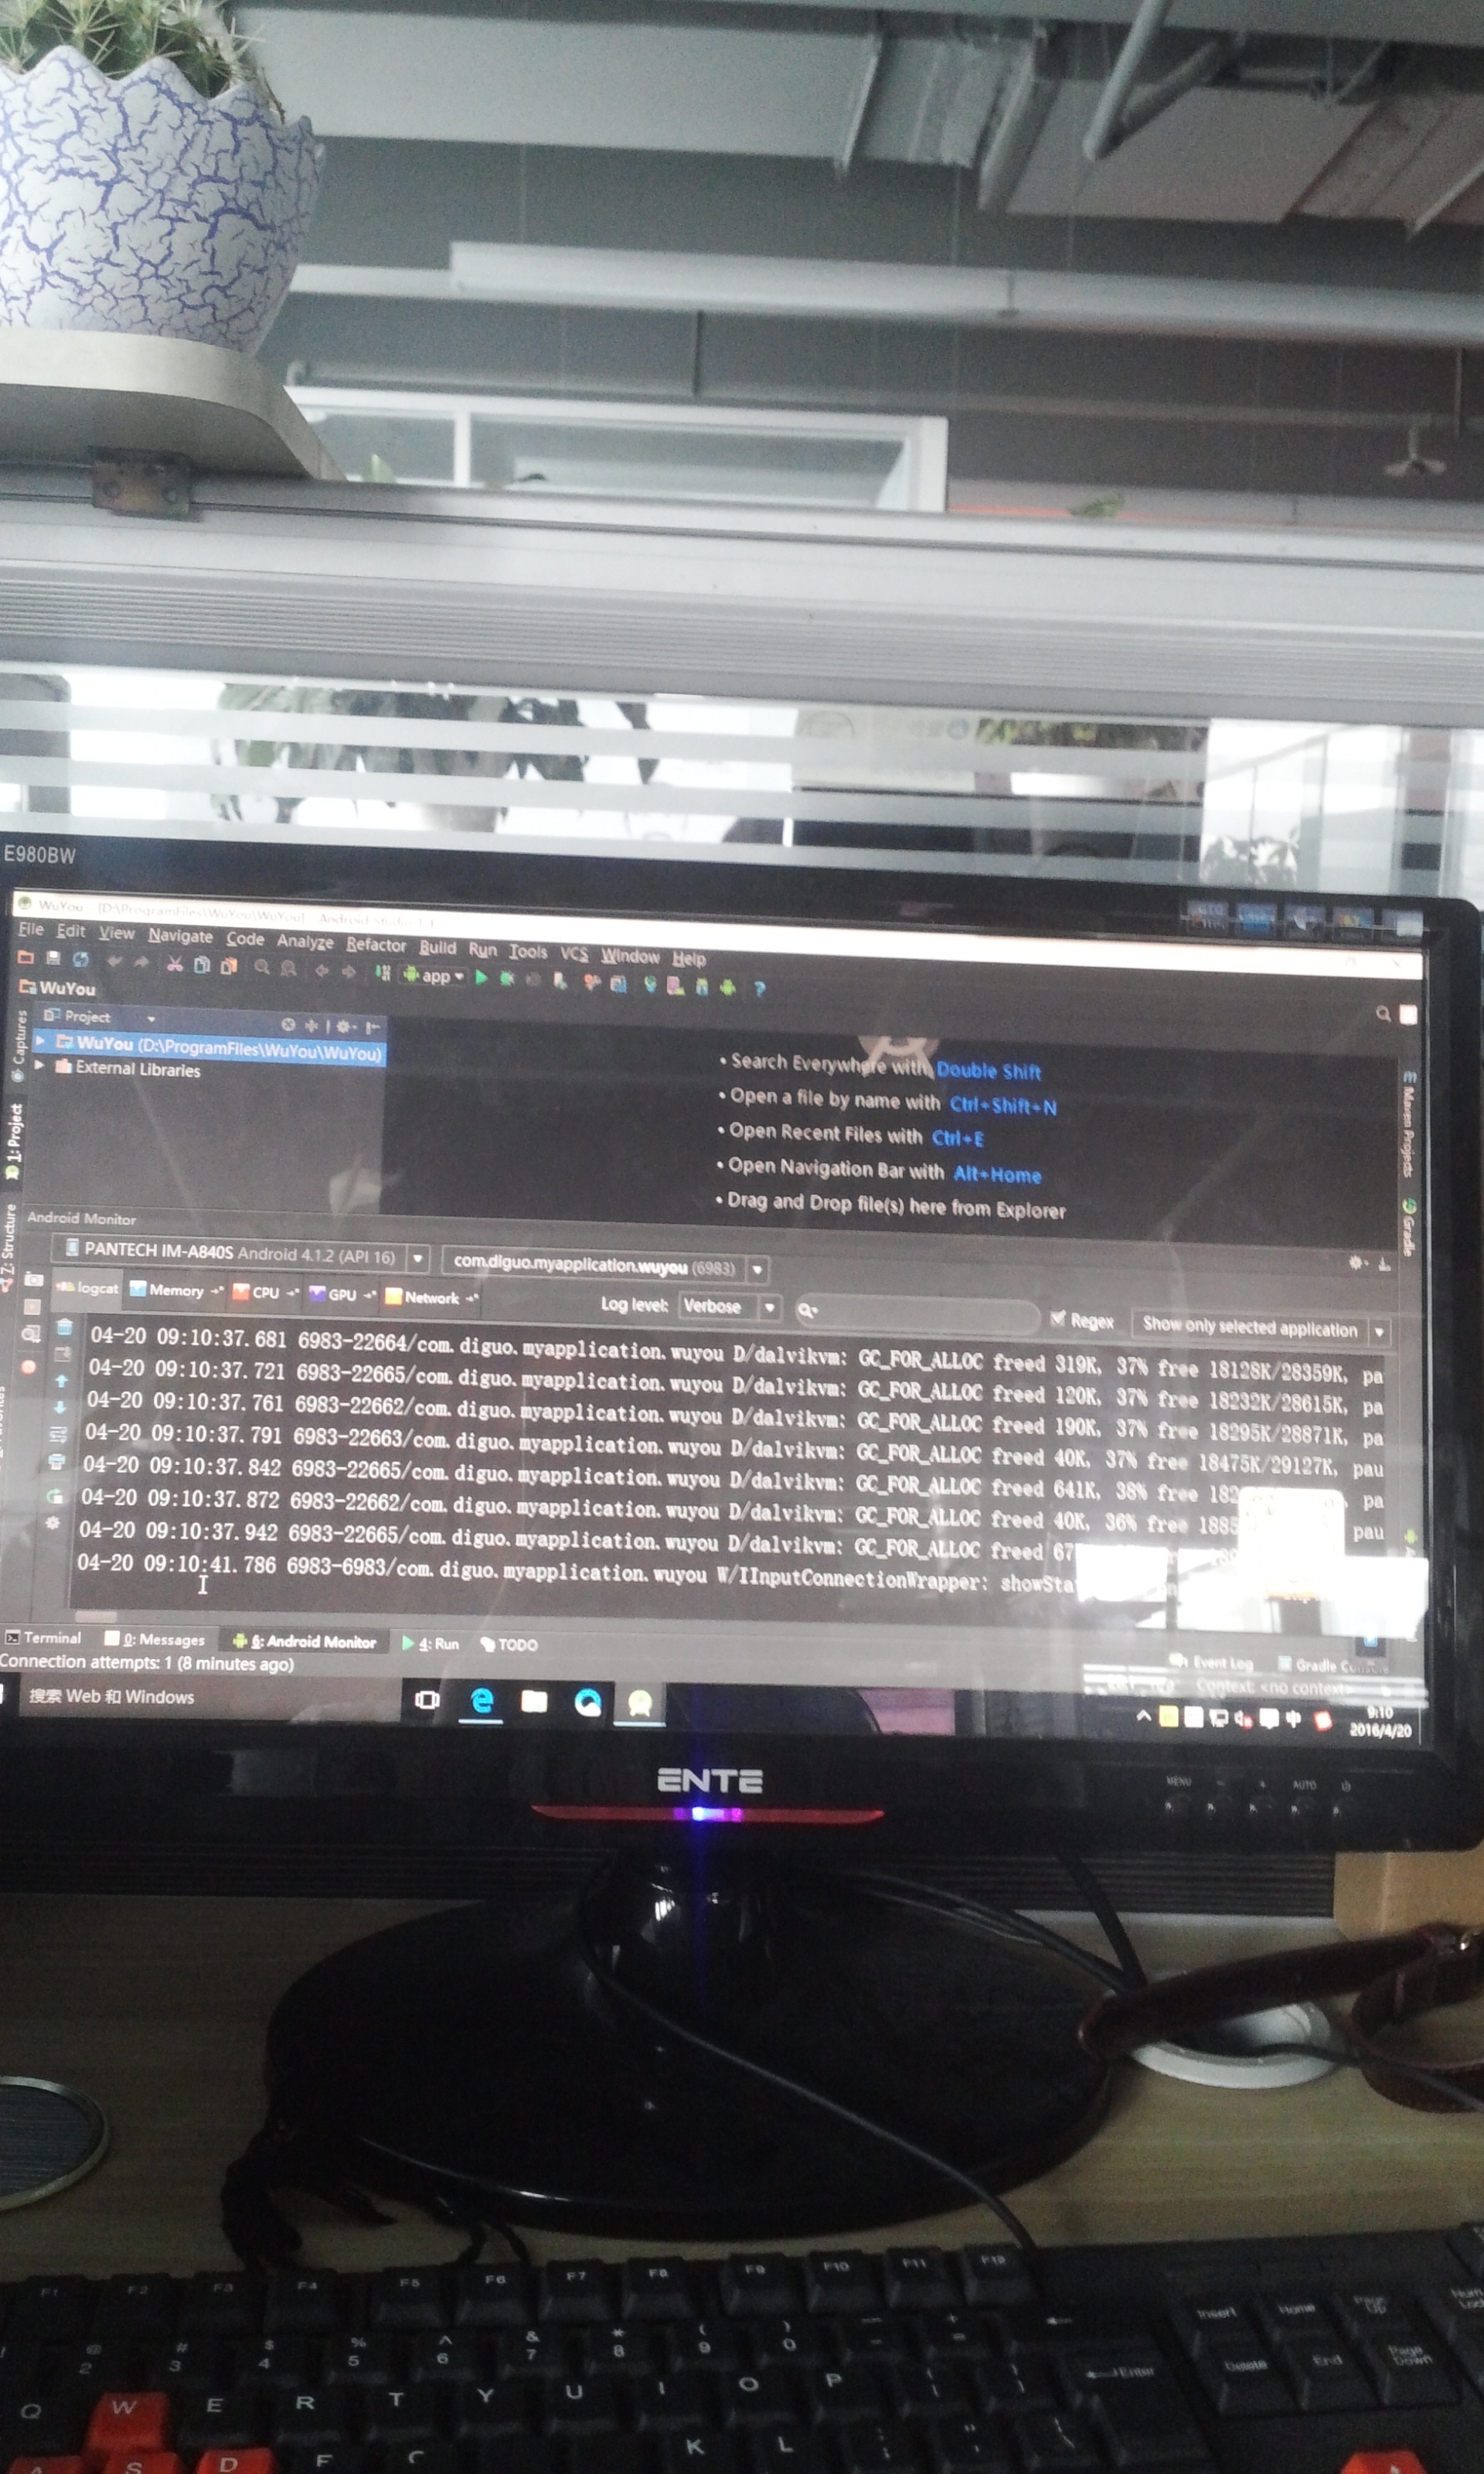 E980BW
WuYou - [D:\ProgramFiles\WuYou\WuYou] - Android Studio
File Edit View Navigate Code Analyze Refactor Build Run Tools VCS Window Help
app
WuYou
Captures
Project
WuYou (D:\ProgramFiles\WuYou\WuYou)
External Libraries
1: Project
Z: Structure
• Search Everywhere with Double Shift
• Open a file by name with Ctrl+Shift+N
• Open Recent Files with Ctrl+E
• Open Navigation Bar with Alt+Home
• Drag and Drop file(s) here from Explorer
Maven Projects
Gradle
Android Monitor
PANTECH IM-A840S Android 4.1.2 (API 16) com.diguo.myapplication.wuyou (6983)
logcat Memory CPU GPU Network Log level: Verbose Regex Show only selected application
04-20 09:10:37.681 6983-22664/com.diguo.myapplication.wuyou D/dalvikvm: GC_FOR_ALLOC freed 319K, 37% free 18128K/28359K, pa
04-20 09:10:37.721 6983-22665/com.diguo.myapplication.wuyou D/dalvikvm: GC_FOR_ALLOC freed 120K, 37% free 18232K/28615K, pa
04-20 09:10:37.761 6983-22662/com.diguo.myapplication.wuyou D/dalvikvm: GC_FOR_ALLOC freed 190K, 37% free 18295K/28871K, pa
04-20 09:10:37.791 6983-22663/com.diguo.myapplication.wuyou D/dalvikvm: GC_FOR_ALLOC freed 40K, 37% free 18475K/29127K, pau
04-20 09:10:37.842 6983-22665/com.diguo.myapplication.wuyou D/dalvikvm: GC_FOR_ALLOC freed 641K, 38% free 182 pa
04-20 09:10:37.872 6983-22662/com.diguo.myapplication.wuyou D/dalvikvm: GC_FOR_ALLOC freed 40K, 36% free 1885 pau
04-20 09:10:37.942 6983-22665/com.diguo.myapplication.wuyou D/dalvikvm: GC_FOR_ALLOC freed 67
04-20 09:10:41.786 6983-6983/com.diguo.myapplication.wuyou W/IInputConnectionWrapper: showSta
Terminal 0: Messages 6: Android Monitor 4: Run TODO
Event Log Gradle Console
Connection attempts: 1 (8 minutes ago)
Context: <no context>
搜索 Web 和 Windows
中
9:10
2016/4/20
ENTE
MENU - + AUTO
F1 F2 F3 F4 F5 F6 F7 F8 F9 F10 F11 F12
@ # $ % ^ & * ( ) _ +
2 3 4 5 6 7 8 9 0 - =
Insert Home Page Up Num Lock
Q W E R T Y U I O P Enter
Delete End Page Down
A S D F K L